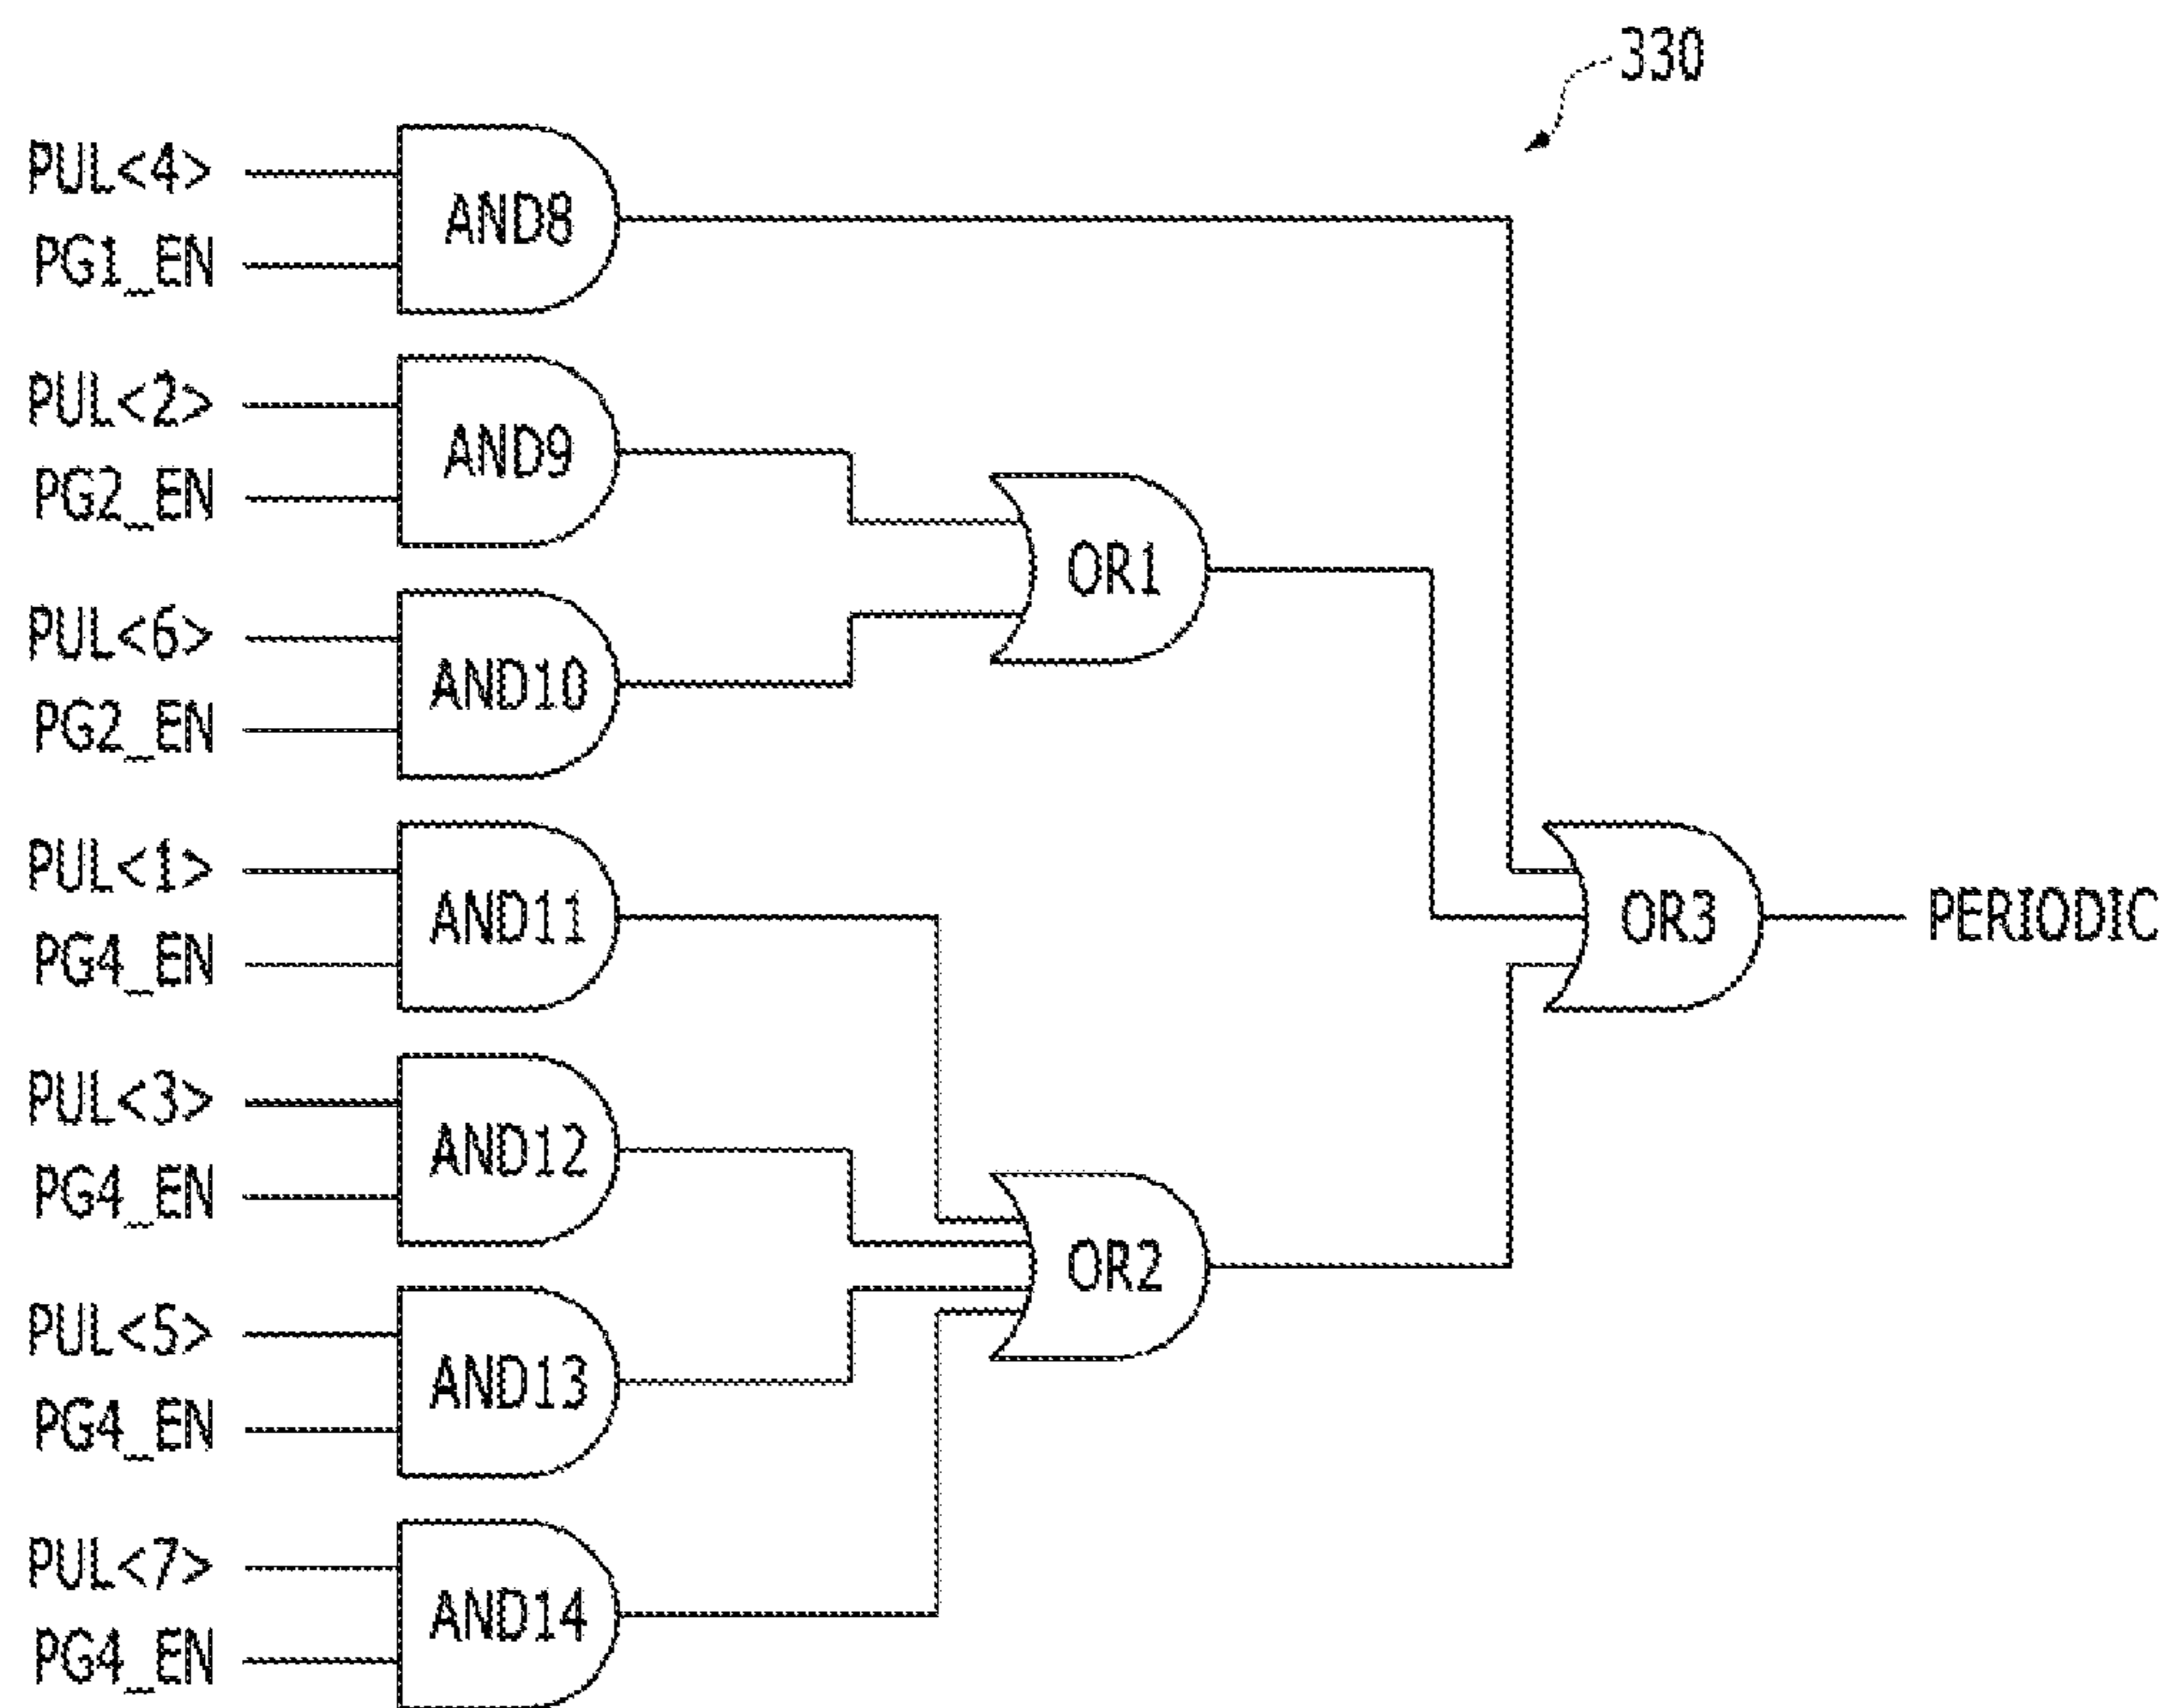 330
PUL<4>
PG1_EN
AND8
PUL<2>
PG2_EN
AND9
PUL<6>
PG2_EN
AND10
OR1
PUL<1>
PG4_EN
AND11
OR3
PERIODIC
PUL<3>
PG4_EN
AND12
PUL<5>
PG4_EN
AND13
OR2
PUL<7>
PG4_EN
AND14